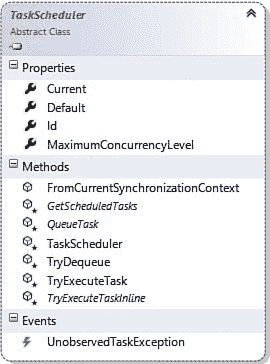 TaskScheduler
Abstract Class
Properties
Current
Default
Id
MaximumConcurrencyLevel
Methods
FromCurrentSynchronizationContext
GetScheduledTasks
QueueTask
TaskScheduler
TryDequeue
TryExecuteTask
TryExecuteTaskInline
Events
UnobservedTaskException